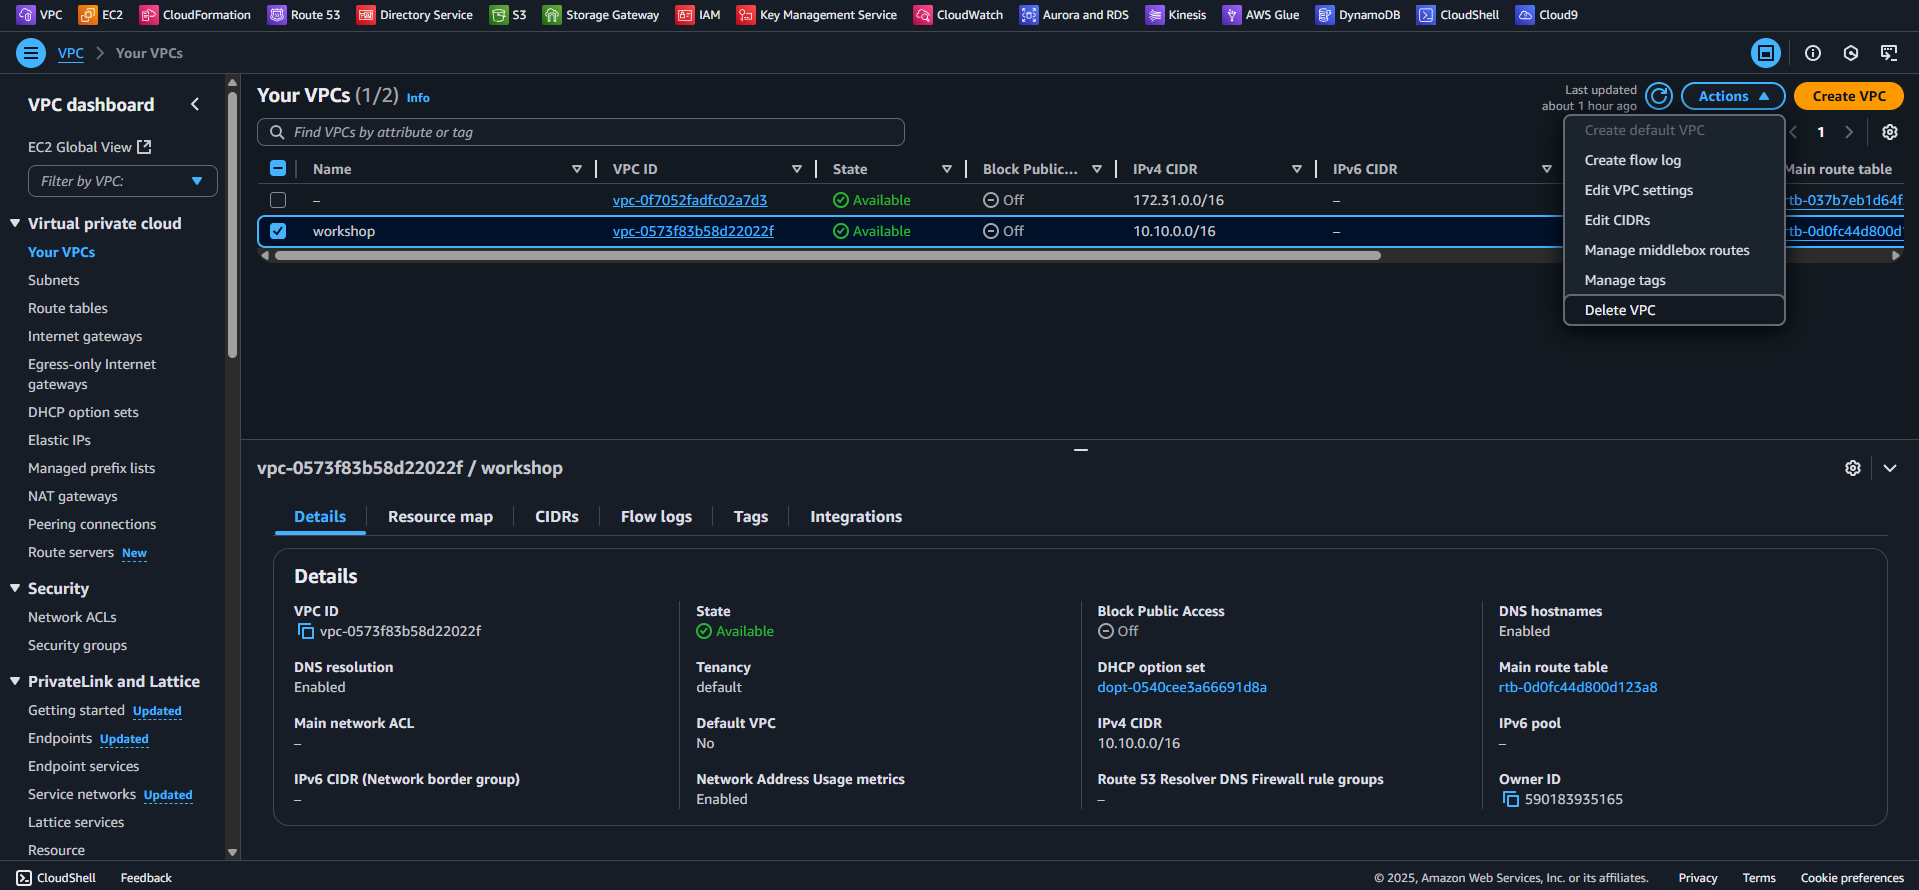 VPC EC2 CloudFormation Route 53 Directory Service S3 Storage Gateway IAM Key Management Service CloudWatch Aurora and RDS Kinesis AWS Glue DynamoDB CloudShell Cloud9
VPC Your VPCs
VPC dashboard
EC2 Global View
Filter by VPC:
Virtual private cloud
Your VPCs
Subnets
Route tables
Internet gateways
Egress-only Internet
gateways
DHCP option sets
Elastic IPs
Managed prefix lists
NAT gateways
Peering connections
Route servers New
Security
Network ACLs
Security groups
PrivateLink and Lattice
Getting started Updated
Endpoints Updated
Endpoint services
Service networks Updated
Lattice services
Resource
Your VPCs (1/2) Info
Last updated
about 1 hour ago
Actions
Create VPC
Find VPCs by attribute or tag
1
Create default VPC
Create flow log
Edit VPC settings
Edit CIDRs
Manage middlebox routes
Manage tags
Delete VPC
Name VPC ID State Block Public... IPv4 CIDR IPv6 CIDR Main route table
– vpc-0f7052fadfc02a7d3 Available Off 172.31.0.0/16 – rtb-037b7eb1d64f
workshop vpc-0573f83b58d22022f Available Off 10.10.0.0/16 – rtb-0d0fc44d800d1
vpc-0573f83b58d22022f / workshop
Details Resource map CIDRs Flow logs Tags Integrations
Details
VPC ID State Block Public Access DNS hostnames
vpc-0573f83b58d22022f Available Off Enabled
DNS resolution Tenancy DHCP option set Main route table
Enabled default dopt-0540cee3a66691d8a rtb-0d0fc44d800d123a8
Main network ACL Default VPC IPv4 CIDR IPv6 pool
– No 10.10.0.0/16 –
IPv6 CIDR (Network border group) Network Address Usage metrics Route 53 Resolver DNS Firewall rule groups Owner ID
– Enabled – 590183935165
CloudShell Feedback © 2025, Amazon Web Services, Inc. or its affiliates. Privacy Terms Cookie preferences